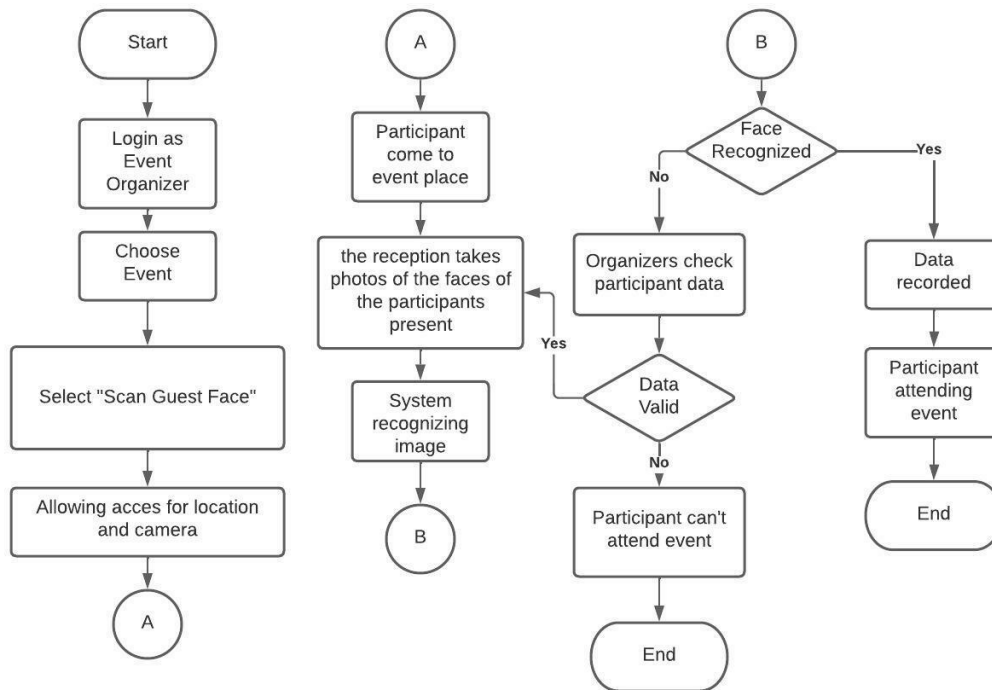 Start
Login as
Event
Organizer
Choose
Event
Select "Scan Guest Face"
Allowing acces for location
and camera
A
A
Participant
come to
event place
the reception takes
photos of the faces of
the participants
present
System
recognizing
image
B
B
Face
Recognized
Yes
No
Organizers check
participant data
Yes
Data
Valid
No
Participant can't
attend event
End
Data
recorded
Participant
attending
event
End